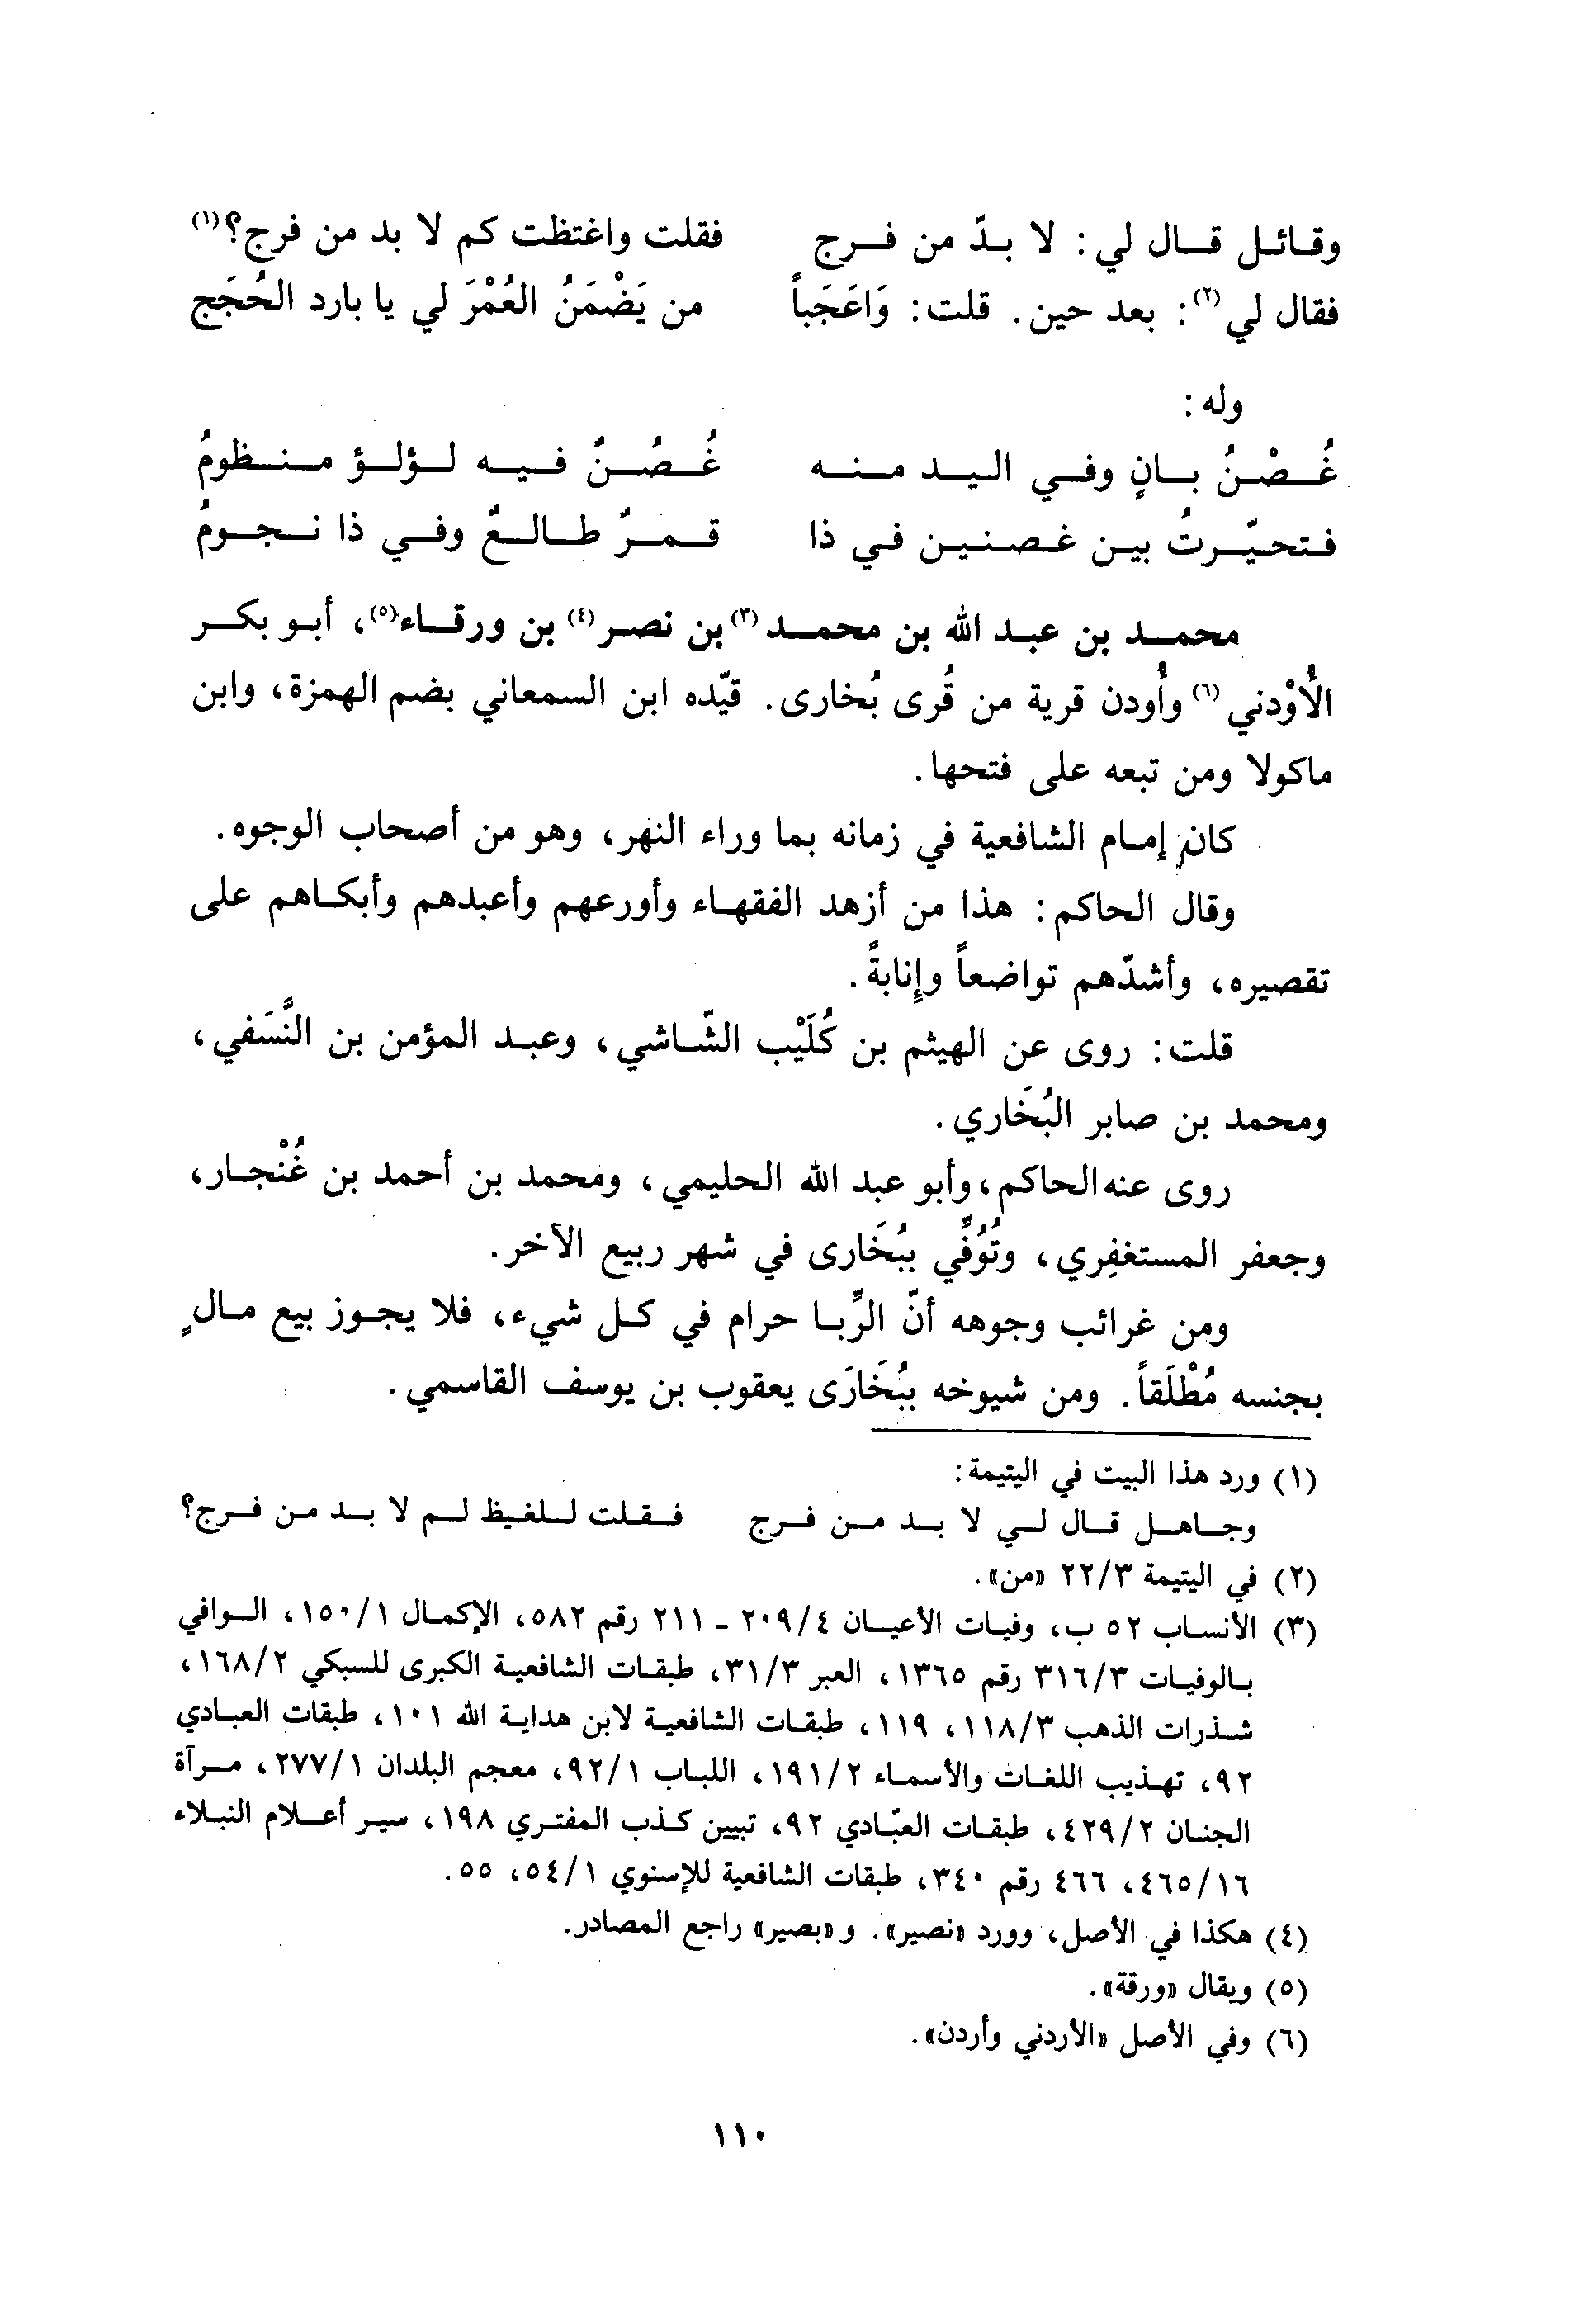 وقائل قال لي: لا بدّ من فرج فقلت واغتظت كم لا بد من فرج؟(١)
فقال لي(٢): بعد حين. قلت: وَاعَجَباً من يَضْمَنُ العُمْرَ لي يا بارد الحُجَج
وله:
غُصْنُ بانٍ وفي اليد منه غُصُنٌ فيه لؤلؤ منظومُ
فتحيّرتُ بين غصنين في ذا قمرٌ طالعٌ وفي ذا نجومُ
محمد بن عبد الله بن محمد(٣) بن نصر(٤) بن ورقاء(٥)، أبو بكر
الأُوْدني(٦) وأُودن قرية من قُرى بُخارى. قيّده ابن السمعاني بضم الهمزة، وابن
ماكولا ومن تبعه على فتحها.
كان إمام الشافعية في زمانه بما وراء النهر، وهو من أصحاب الوجوه.
وقال الحاكم: هذا من أزهد الفقهاء وأورعهم وأعبدهم وأبكاهم على
تقصيره، وأشدّهم تواضعاً وإنابةً.
قلت: روى عن الهيثم بن كُلَيْب الشّاشي، وعبد المؤمن بن النَّسَفي،
ومحمد بن صابر البُخَاري.
روى عنه الحاكم، وأبو عبد الله الحليمي، ومحمد بن أحمد بن غُنْجار،
وجعفر المستغفِري، وتُوُفِّي ببُخَارى في شهر ربيع الآخر.
ومن غرائب وجوهه أنّ الرِّبا حرام في كل شيء، فلا يجوز بيع مالٍ
بجنسه مُطْلَقاً. ومن شيوخه ببُخَارَى يعقوب بن يوسف القاسمي.
(١) ورد هذا البيت في اليتيمة:
وجاهل قال لي لا بد من فرج فقلت للغيظ لم لا بد من فرج؟
(٢) في اليتيمة ٢٢/٣ «من».
(٣) الأنساب ٥٢ ب، وفيات الأعيان ٢٠٩/٤ ـ ٢١١ رقم ٥٨٢، الإكمال ١٥٠/١، الوافي
بالوفيات ٣١٦/٣ رقم ١٣٦٥، العبر ٣١/٣، طبقات الشافعية الكبرى للسبكي ١٦٨/٢،
شذرات الذهب ١١٨/٣، ١١٩، طبقات الشافعية لابن هداية الله ١٠١، طبقات العبادي
٩٢، تهذيب اللغات والأسماء ١٩١/٢، اللباب ٩٢/١، معجم البلدان ٢٧٧/١، مرآة
الجنان ٤٢٩/٢، طبقات العبّادي ٩٢، تبيين كذب المفتري ١٩٨، سير أعلام النبلاء
٤٦٥/١٦، ٤٦٦ رقم ٣٤٠، طبقات الشافعية للإسنوي ٥٤/١، ٥٥.
(٤) هكذا في الأصل، وورد «نصير». و«بصير» راجع المصادر.
(٥) ويقال «ورقة».
(٦) وفي الأصل «الأردني وأردن».
١١٠